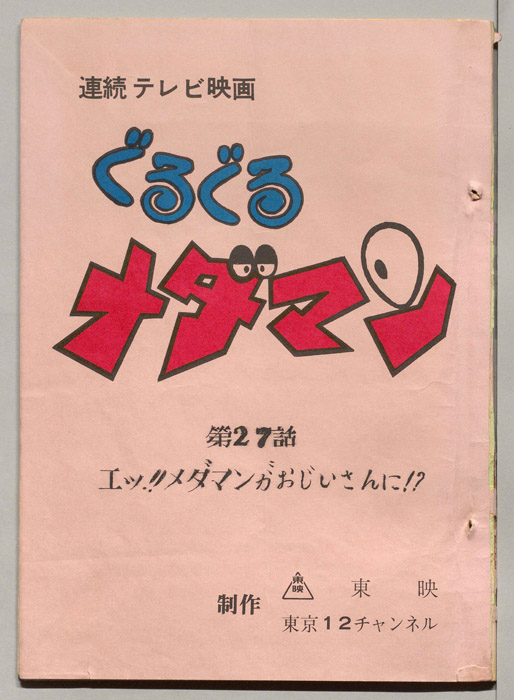 連続テレビ映画
ぐるぐる
メダマン
第27話
エッ!!メダマンがおじいさんに!?
制作
東映
東映
東京12チャンネル